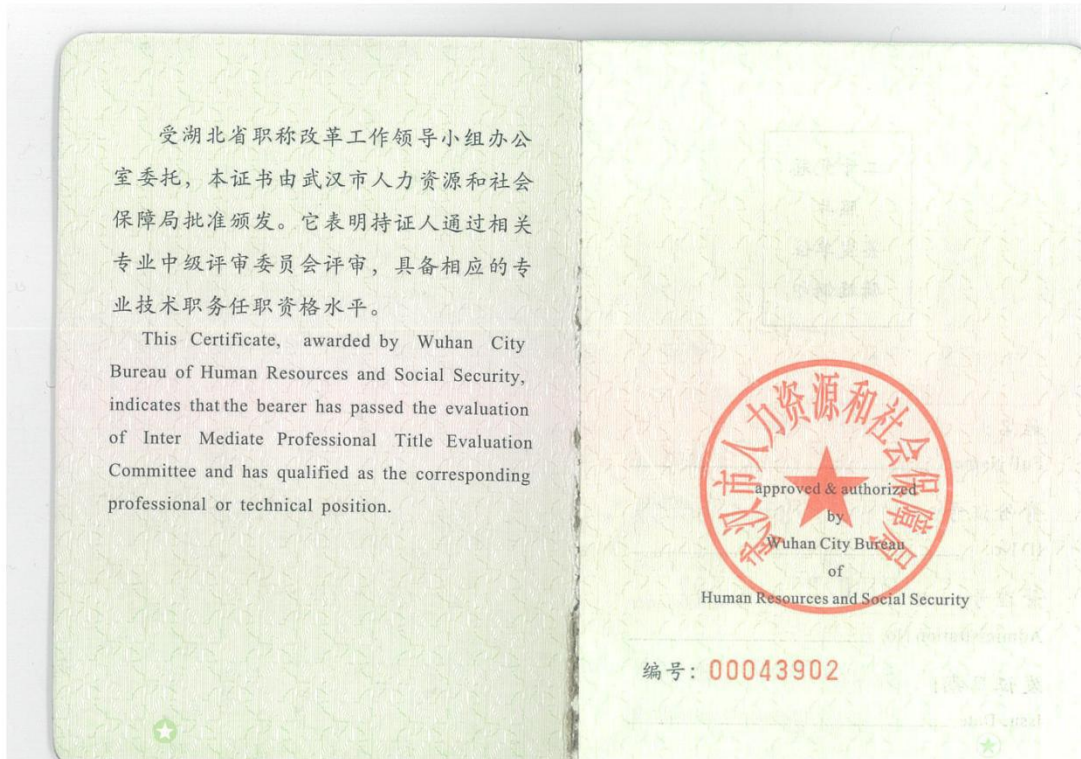 受湖北省职称改革工作领导小组办公
室委托，本证书由武汉市人力资源和社会
保障局批准颁发。它表明持证人通过相关
专业中级评审委员会评审，具备相应的专
业技术职务任职资格水平。
This Certificate, awarded by Wuhan City
Bureau of Human Resources and Social Security,
indicates that the bearer has passed the evaluation
of Inter Mediate Professional Title Evaluation
Committee and has qualified as the corresponding
professional or technical position.
武汉市人力资源和社会保障局
approved & authorized
by
Wuhan City Bureau
of
Human Resources and Social Security
编号：00043902